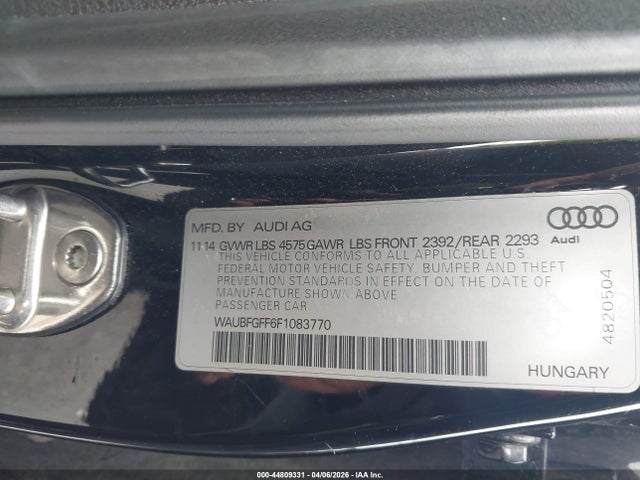 MFD. BY AUDI AG
11.14 GVWR LBS 4575 GAWR LBS FRONT 2392/REAR 2293
THIS VEHICLE CONFORMS TO ALL APPLICABLE U.S
FEDERAL MOTOR VEHICLE SAFETY, BUMPER AND THEFT
PREVENTION STANDARDS IN EFFECT ON THE DATE OF
MANUFACTURE SHOWN ABOVE
PASSENGER CAR
WAUBFGFF6F1083770
Audi
4820504
HUNGARY
000-44809331 - 04/06/2026 - IAA Inc.